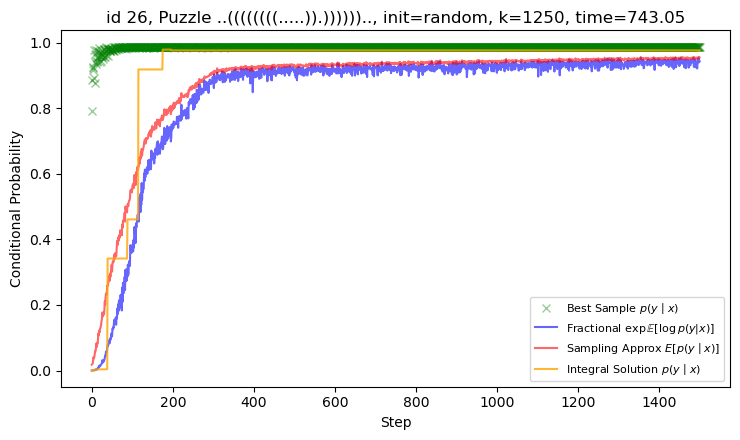 id 26, Puzzle ..((((((((.....)).)))))).., init=random, k=1250, time=743.05
Conditional Probability
1.0
0.8
0.6
0.4
0.2
0.0
0 200 400 600 800 1000 1200 1400
Step
Best Sample p(y | x)
Fractional exp𝔼[log p(y|x)]
Sampling Approx E[p(y | x)]
Integral Solution p(y | x)